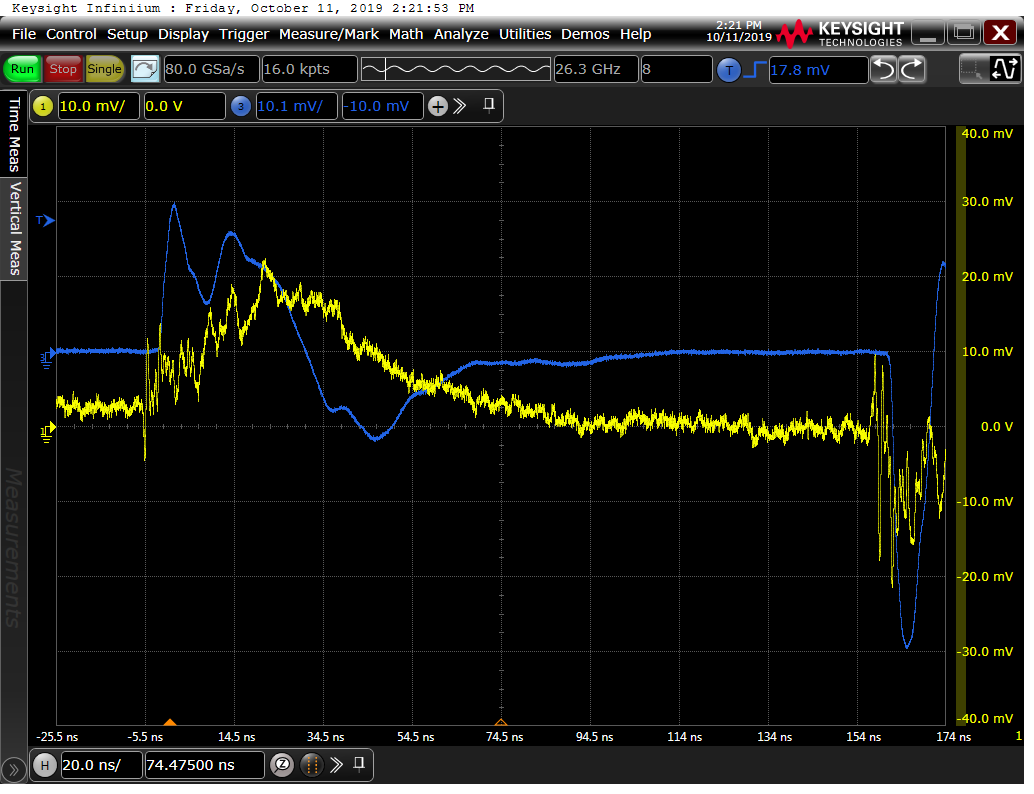 Keysight Infiniium : Friday, October 11, 2019 2:21:53 PM
File Control Setup Display Trigger Measure/Mark Math Analyze Utilities Demos Help
2:21 PM
10/11/2019
KEYSIGHT
TECHNOLOGIES
Run Stop Single 80.0 GSa/s 16.0 kpts 26.3 GHz 8 T 17.8 mV
1 10.0 mV/ 0.0 V 3 10.1 mV/ -10.0 mV
Time Meas
Vertical Meas
Measurements
T
40.0 mV
30.0 mV
20.0 mV
10.0 mV
0.0 V
-10.0 mV
-20.0 mV
-30.0 mV
-40.0 mV
-25.5 ns -5.5 ns 14.5 ns 34.5 ns 54.5 ns 74.5 ns 94.5 ns 114 ns 134 ns 154 ns 174 ns 1
H 20.0 ns/ 74.47500 ns Z